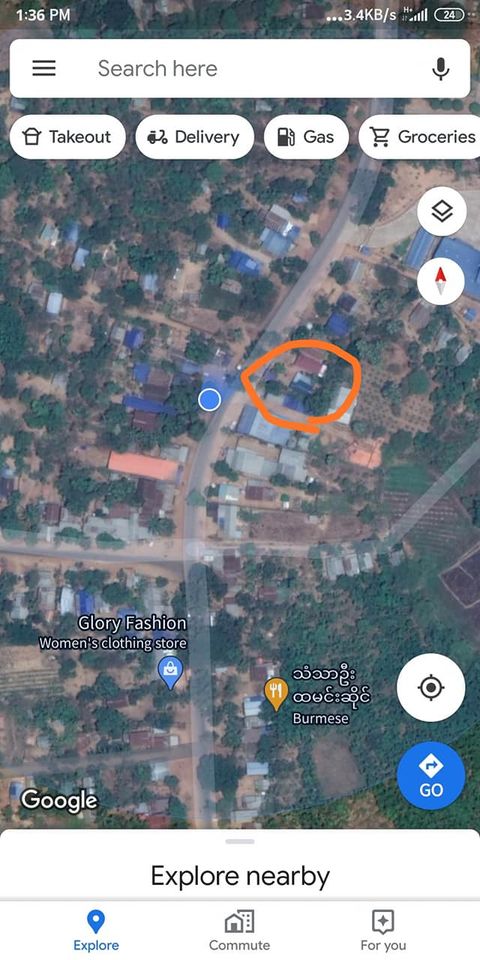 1:36 PM
...3.4KB/s
24
Search here
Takeout
Delivery
Gas
Groceries
Glory Fashion
Women's clothing store
သံသာဦး
ထမင်းဆိုင်
Burmese
Google
GO
Explore nearby
Explore
Commute
For you